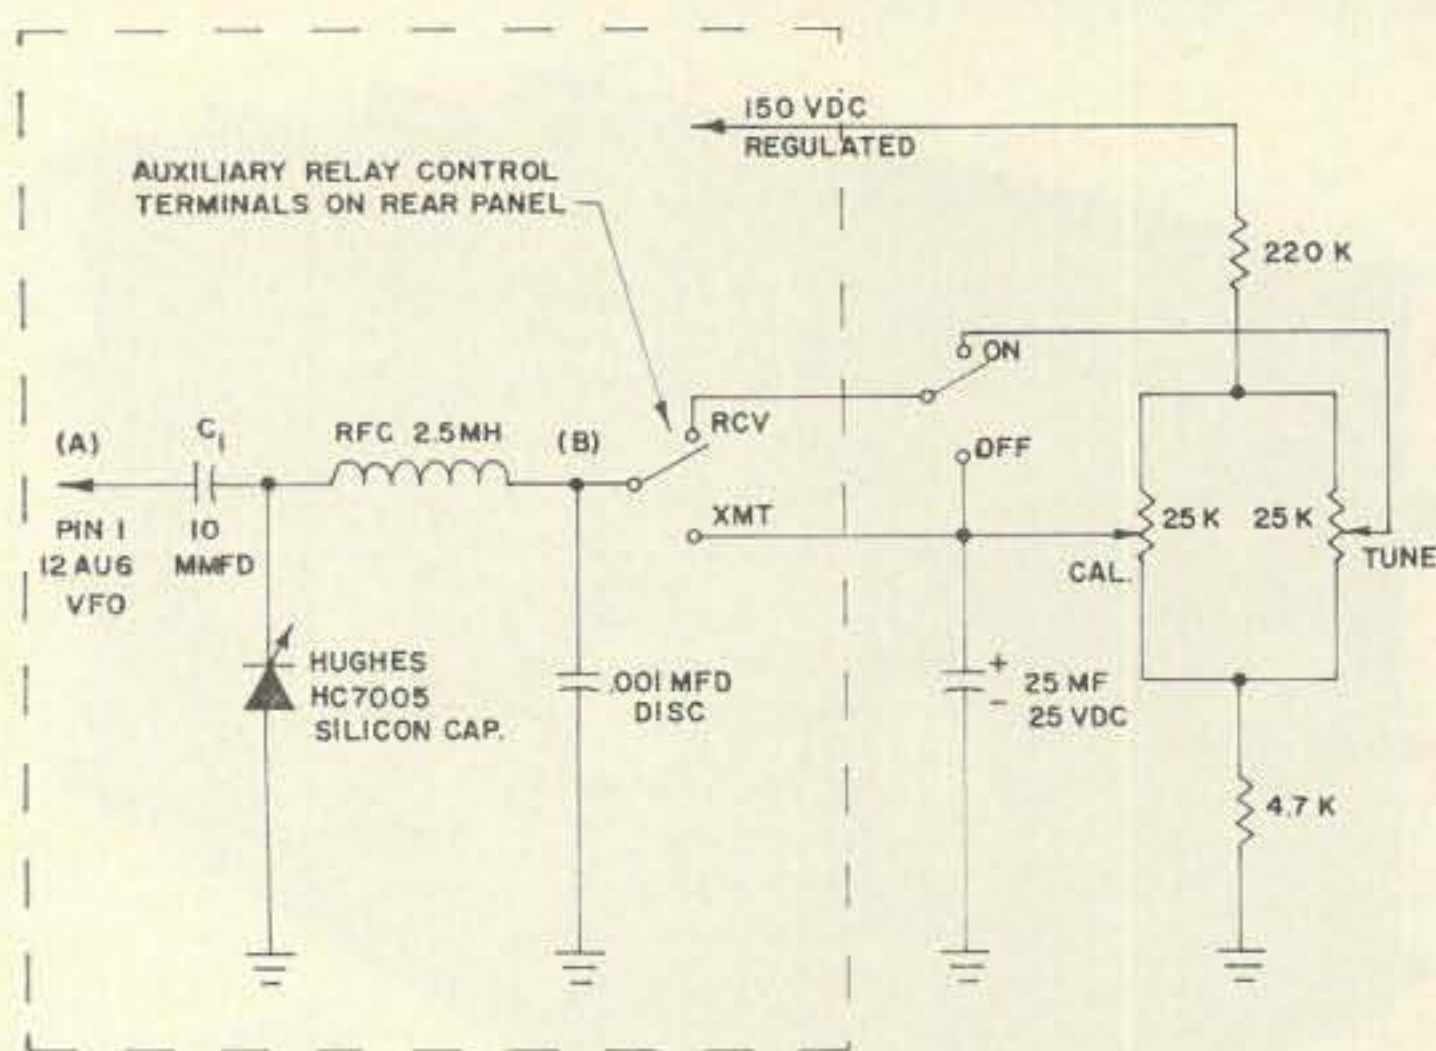 150 VDC
REGULATED
AUXILIARY RELAY CONTROL
TERMINALS ON REAR PANEL
220 K
ON
RCV
(A)
C1
RFC 2.5MH
(B)
OFF
PIN 1
12AU6
VFO
10
MMFD
XMT
25 K
25 K
CAL.
TUNE
HUGHES
HC7005
SILICON CAP.
.001 MFD
DISC
+
-
25 MF
25 VDC
4.7 K